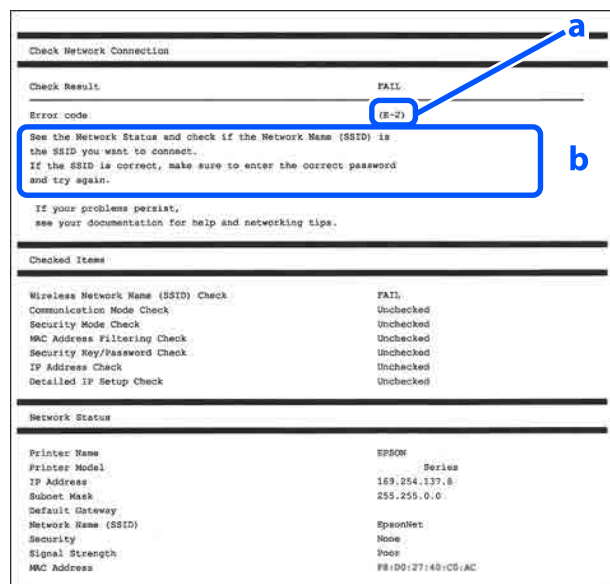 a
Check Network Connection
Check Result FAIL
Error code (E-2)
See the Network Status and check if the Network Name (SSID) is
the SSID you want to connect.
If the SSID is correct, make sure to enter the correct password
and try again.
b
If your problems persist,
see your documentation for help and networking tips.
Checked Items
Wireless Network Name (SSID) Check FAIL
Communication Mode Check Unchecked
Security Mode Check Unchecked
MAC Address Filtering Check Unchecked
Security Key/Password Check Unchecked
IP Address Check Unchecked
Detailed IP Setup Check Unchecked
Network Status
Printer Name EPSON
Printer Model Series
IP Address 169.254.137.8
Subnet Mask 255.255.0.0
Default Gateway
Network Name (SSID) EpsonNet
Security None
Signal Strength Poor
MAC Address F8:D0:27:40:C0:AC